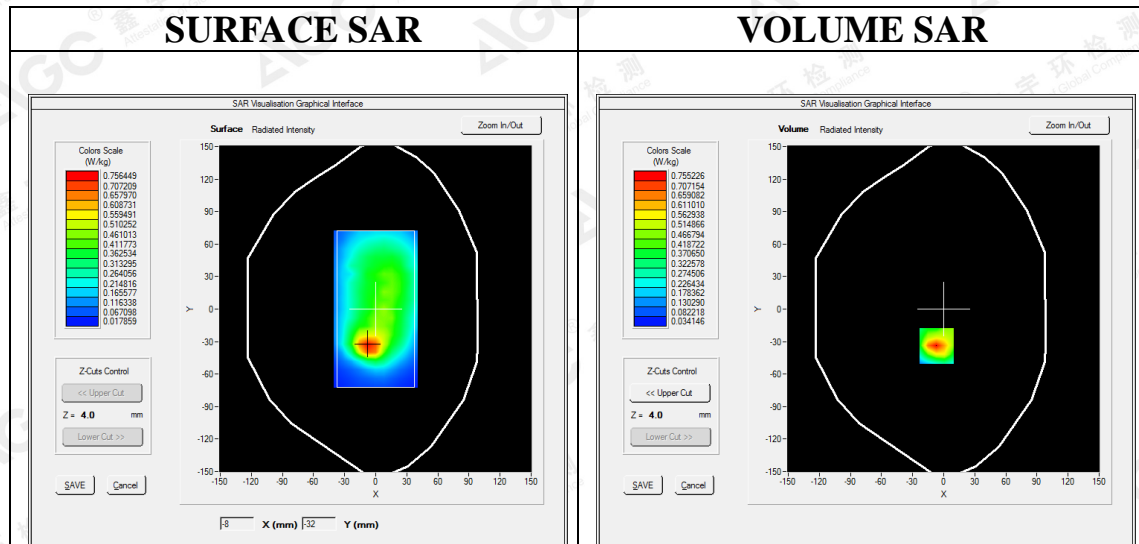 SURFACE SAR
VOLUME SAR
SAR Visualisation Graphical Interface
Surface Radiated Intensity
Zoom In/Out
Colors Scale
(W/kg)
0.756449
0.707209
0.657970
0.608731
0.559491
0.510252
0.461013
0.411773
0.362534
0.313295
0.264056
0.214816
0.165577
0.116338
0.067098
0.017859
Z-Cuts Control
<< Upper Cut
Z = 4.0 mm
Lower Cut >>
SAVE Cancel
150
120
90
60
30
0
-30
-60
-90
-120
-150
Y
-150 -120 -90 -60 -30 0 30 60 90 120 150
X
-8 X (mm) -32 Y (mm)
SAR Visualisation Graphical Interface
Volume Radiated Intensity
Zoom In/Out
Colors Scale
(W/kg)
0.755226
0.707154
0.659082
0.611010
0.562938
0.514866
0.466794
0.418722
0.370650
0.322578
0.274506
0.226434
0.178362
0.130290
0.082218
0.034146
Z-Cuts Control
<< Upper Cut
Z = 4.0 mm
Lower Cut >>
SAVE Cancel
150
120
90
60
30
0
-30
-60
-90
-120
-150
Y
-150 -120 -90 -60 -30 0 30 60 90 120 150
X